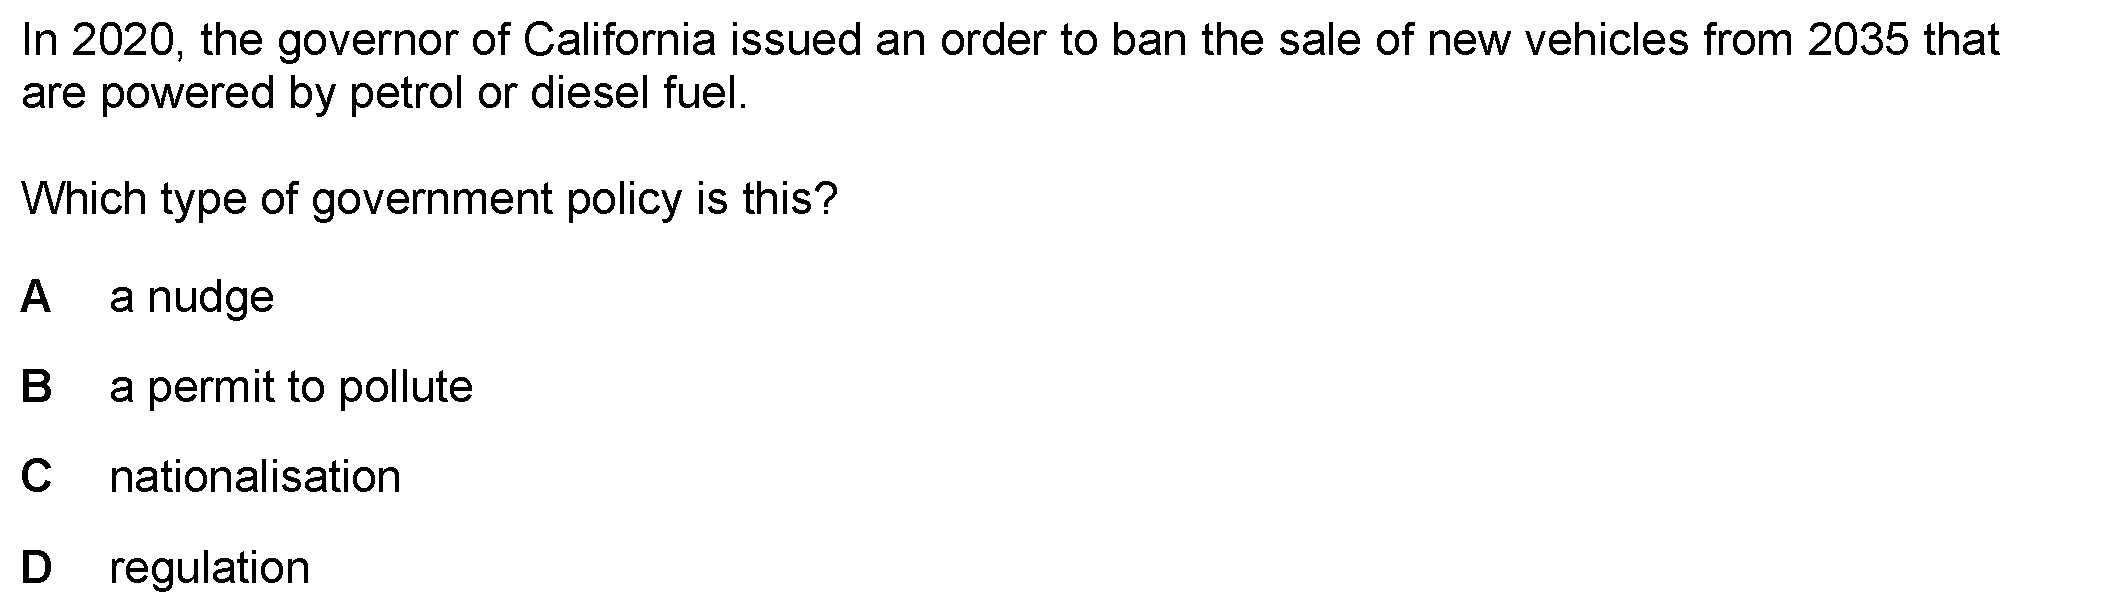 In 2020, the governor of California issued an order to ban the sale of new vehicles from 2035 that
are powered by petrol or diesel fuel.
Which type of government policy is this?
A a nudge
B a permit to pollute
C nationalisation
D regulation